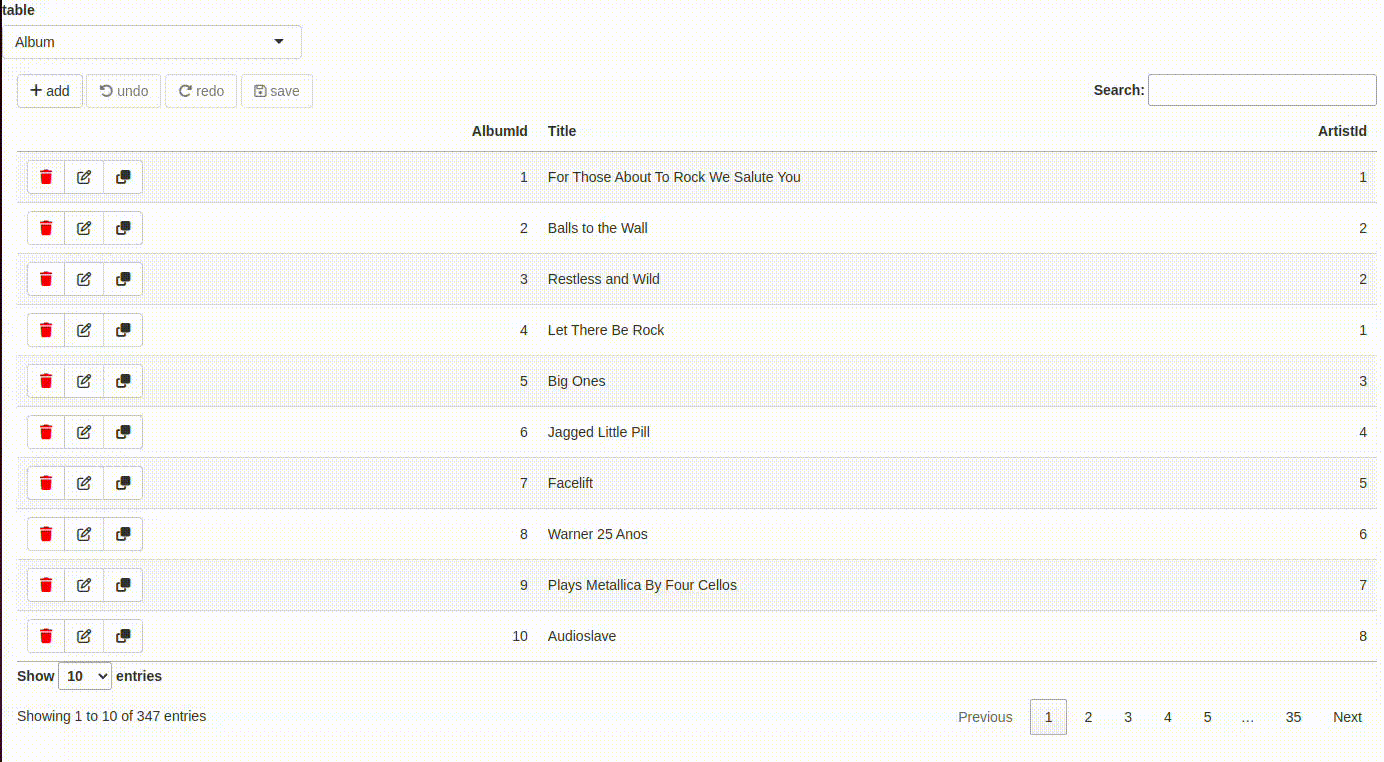 table
Album
add undo redo save Search:
AlbumId Title ArtistId
1 For Those About To Rock We Salute You 1
2 Balls to the Wall 2
3 Restless and Wild 2
4 Let There Be Rock 1
5 Big Ones 3
6 Jagged Little Pill 4
7 Facelift 5
8 Warner 25 Anos 6
9 Plays Metallica By Four Cellos 7
10 Audioslave 8
Show 10 entries
Showing 1 to 10 of 347 entries Previous 1 2 3 4 5 … 35 Next